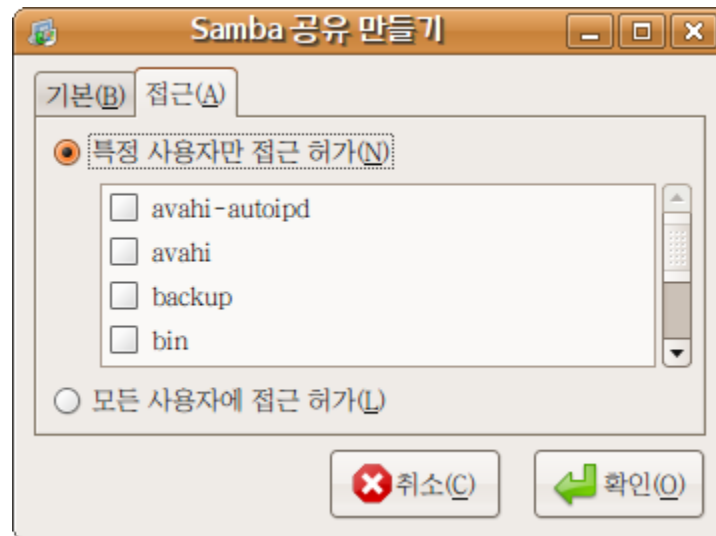 Samba 공유 만들기
기본(B) 접근(A)
특정 사용자만 접근 허가(N)
avahi-autoipd
avahi
backup
bin
모든 사용자에 접근 허가(L)
취소(C) 확인(O)